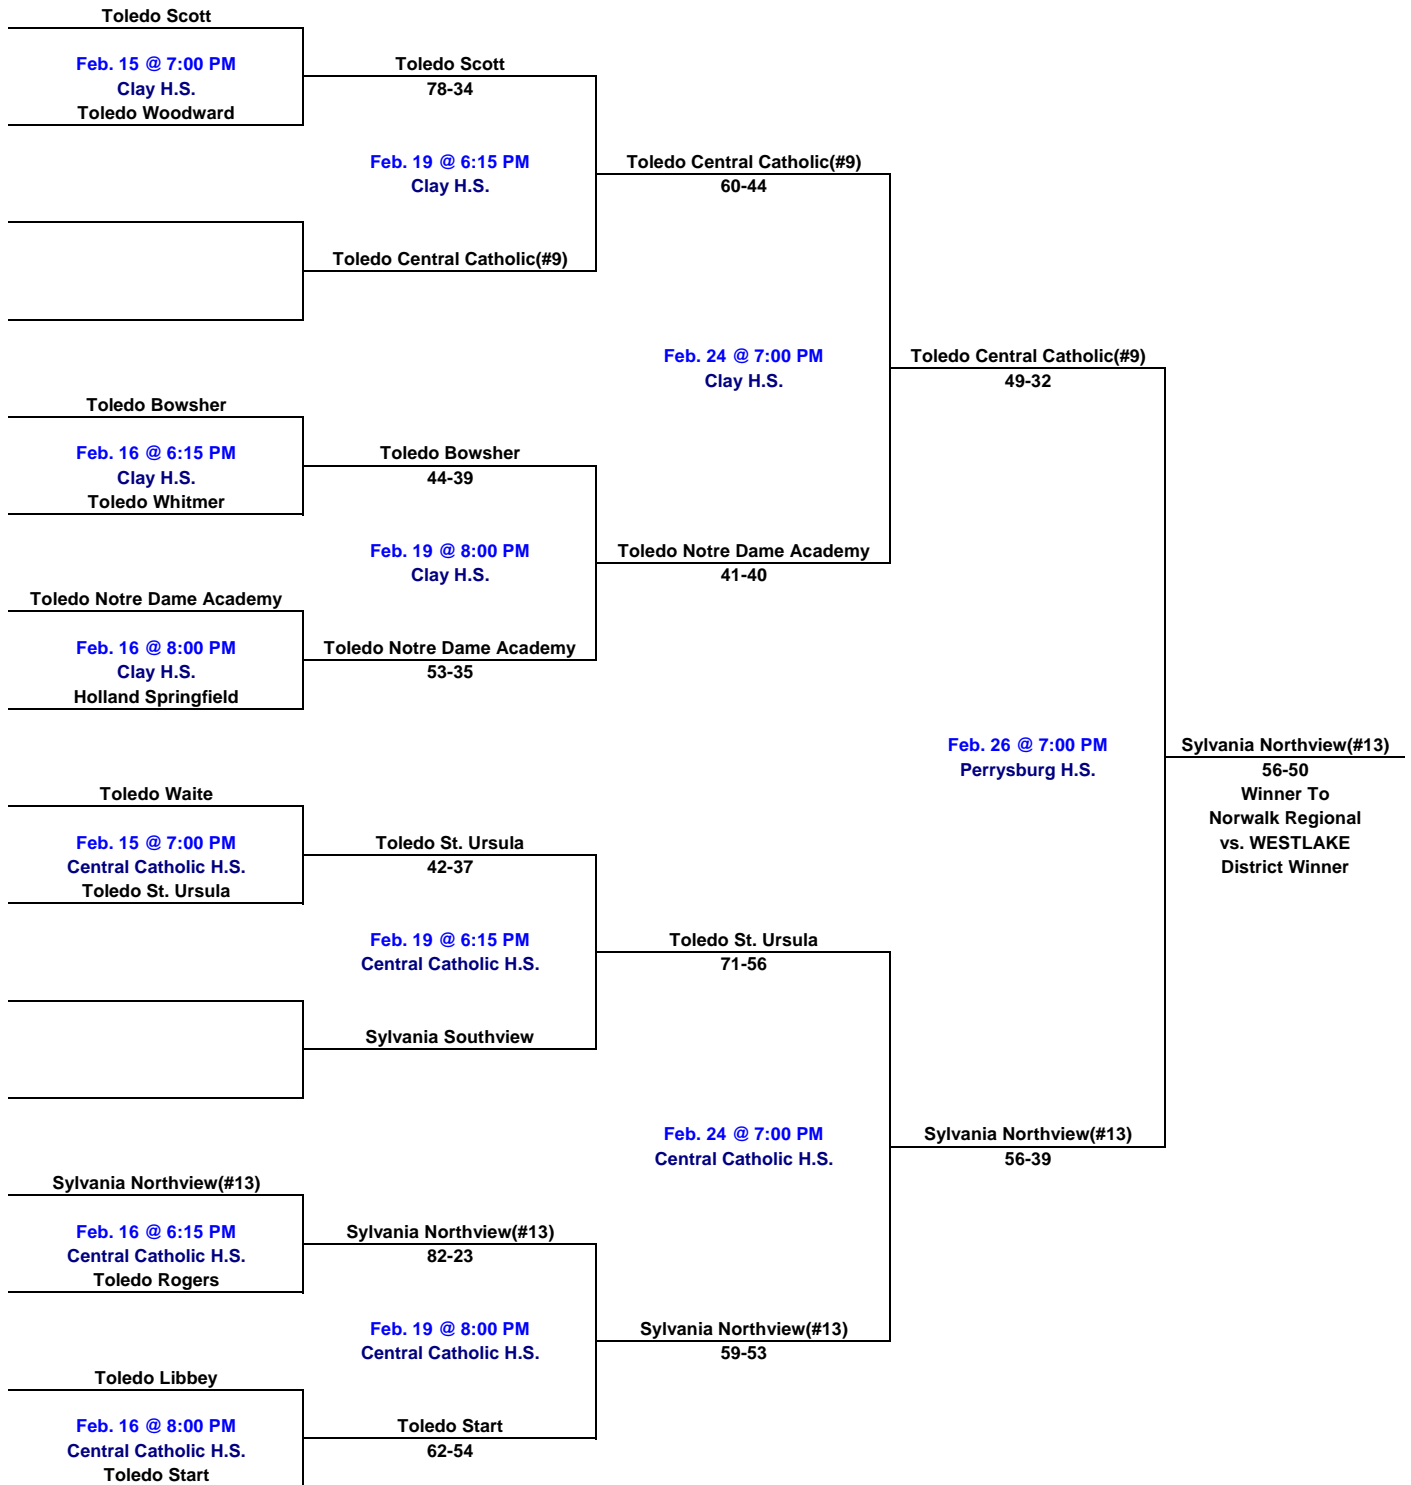 Toledo Scott
Feb. 15 @ 7:00 PM
Clay H.S.
Toledo Woodward
Toledo Scott
78-34
Feb. 19 @ 6:15 PM
Clay H.S.
Toledo Central Catholic(#9)
60-44
Toledo Central Catholic(#9)
Feb. 24 @ 7:00 PM
Clay H.S.
Toledo Central Catholic(#9)
49-32
Toledo Bowsher
Feb. 16 @ 6:15 PM
Clay H.S.
Toledo Whitmer
Toledo Bowsher
44-39
Feb. 19 @ 8:00 PM
Clay H.S.
Toledo Notre Dame Academy
41-40
Toledo Notre Dame Academy
Feb. 16 @ 8:00 PM
Clay H.S.
Holland Springfield
Toledo Notre Dame Academy
53-35
Feb. 26 @ 7:00 PM
Perrysburg H.S.
Sylvania Northview(#13)
56-50
Winner To
Norwalk Regional
vs. WESTLAKE
District Winner
Toledo Waite
Feb. 15 @ 7:00 PM
Central Catholic H.S.
Toledo St. Ursula
Toledo St. Ursula
42-37
Feb. 19 @ 6:15 PM
Central Catholic H.S.
Toledo St. Ursula
71-56
Sylvania Southview
Feb. 24 @ 7:00 PM
Central Catholic H.S.
Sylvania Northview(#13)
56-39
Sylvania Northview(#13)
Feb. 16 @ 6:15 PM
Central Catholic H.S.
Toledo Rogers
Sylvania Northview(#13)
82-23
Feb. 19 @ 8:00 PM
Central Catholic H.S.
Sylvania Northview(#13)
59-53
Toledo Libbey
Feb. 16 @ 8:00 PM
Central Catholic H.S.
Toledo Start
Toledo Start
62-54